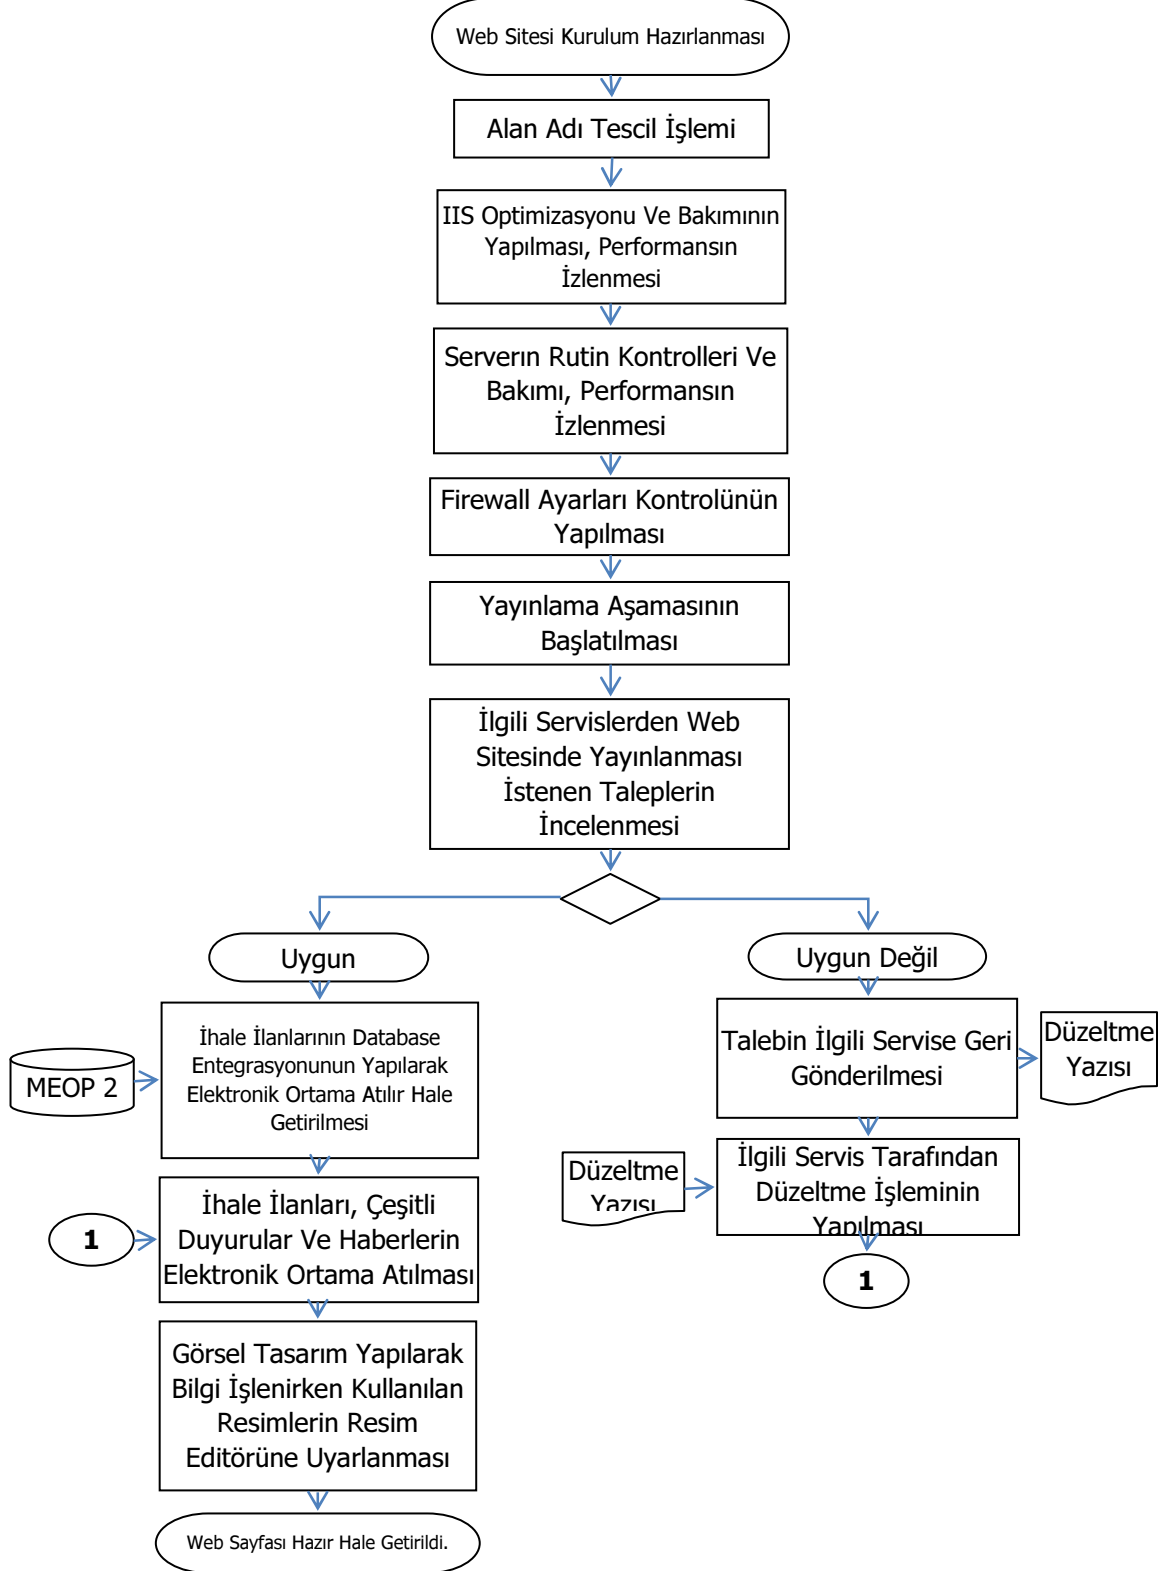 Web Sitesi Kurulum Hazırlanması
Alan Adı Tescil İşlemi
IIS Optimizasyonu Ve Bakımının
Yapılması, Performansın
İzlenmesi
Serverın Rutin Kontrolleri Ve
Bakımı, Performansın
İzlenmesi
Firewall Ayarları Kontrolünün
Yapılması
Yayınlama Aşamasının
Başlatılması
İlgili Servislerden Web
Sitesinde Yayınlanması
İstenen Taleplerin
İncelenmesi
Uygun
İhale İlanlarının Database
Entegrasyonunun Yapılarak
Elektronik Ortama Atılır Hale
Getirilmesi
MEOP 2
İhale İlanları, Çeşitli
Duyurular Ve Haberlerin
Elektronik Ortama Atılması
1
Görsel Tasarım Yapılarak
Bilgi İşlenirken Kullanılan
Resimlerin Resim
Editörüne Uyarlanması
Web Sayfası Hazır Hale Getirildi.
Uygun Değil
Talebin İlgili Servise Geri
Gönderilmesi
Düzeltme
Yazısı
Düzeltme
Yazısı
İlgili Servis Tarafından
Düzeltme İşleminin
Yapılması
1